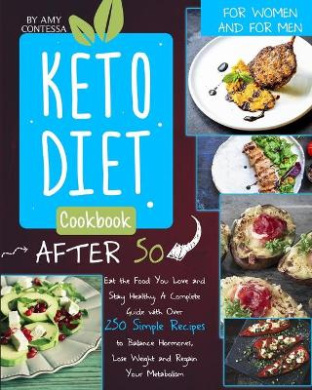 BY AMY
CONTESSA
FOR WOMEN
AND FOR MEN
KETO
DIET
Cookbook
AFTER 50
Eat the Food You Love and
Stay Healthy A Complete
Guide with Over
250 Simple Recipes
to Balance Hormones,
Lose Weight and Regain
Your Metabolism